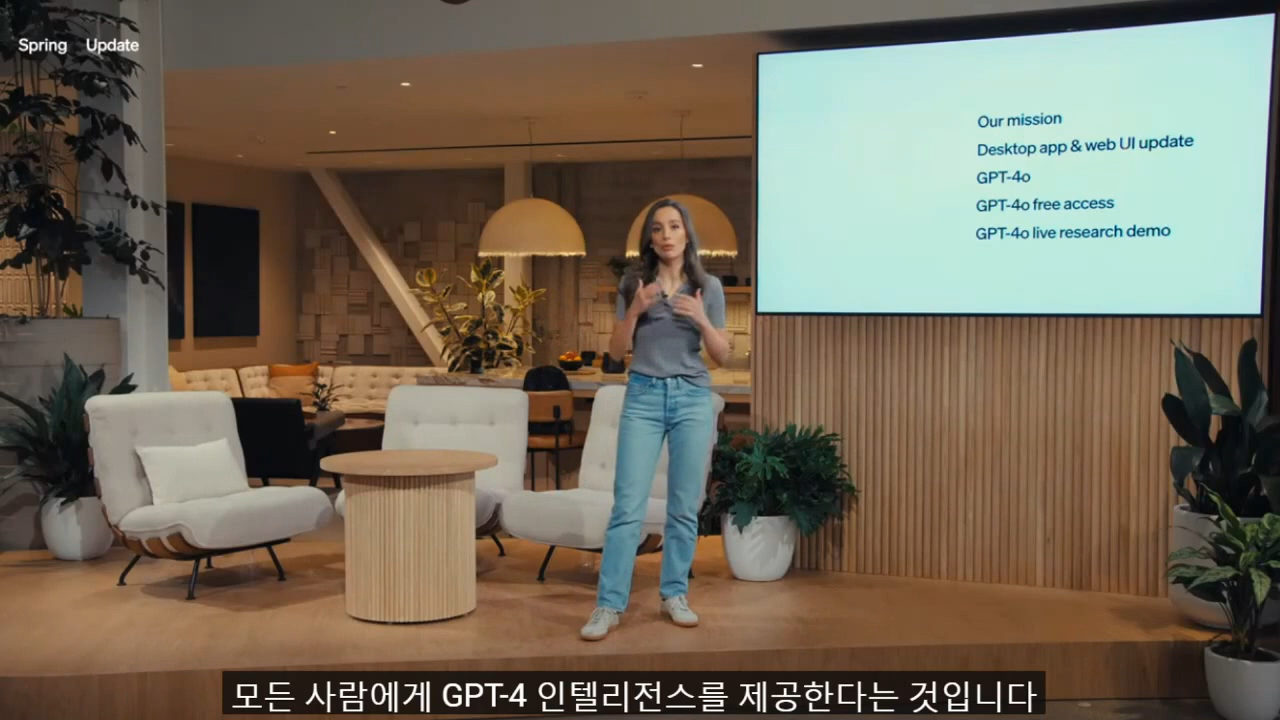 Spring Update
Our mission
Desktop app & web UI update
GPT-4o
GPT-4o free access
GPT-4o live research demo
모든 사람에게 GPT-4 인텔리전스를 제공한다는 것입니다